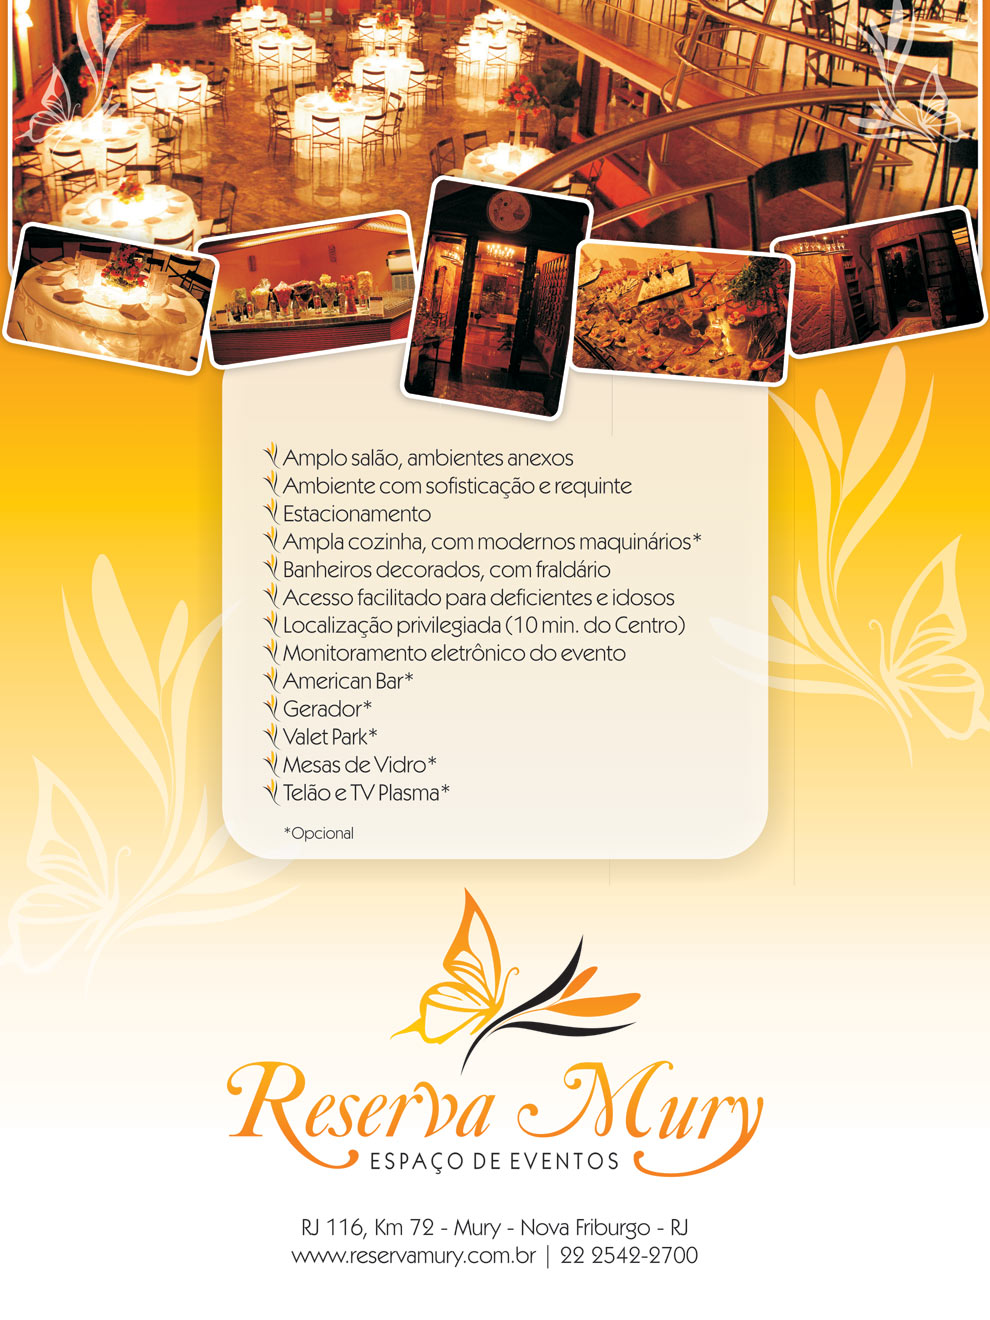 Amplo salão, ambientes anexos
Ambiente com sofisticação e requinte
Estacionamento
Ampla cozinha, com modernos maquinários*
Banheiros decorados, com fraldário
Acesso facilitado para deficientes e idosos
Localização privilegiada (10 min. do Centro)
Monitoramento eletrônico do evento
American Bar*
Gerador*
Valet Park*
Mesas de Vidro*
Telão e TV Plasma*
*Opcional
Reserva Mury
ESPAÇO DE EVENTOS
RJ 116, Km 72 - Mury - Nova Friburgo - RJ
www.reservamury.com.br | 22 2542-2700